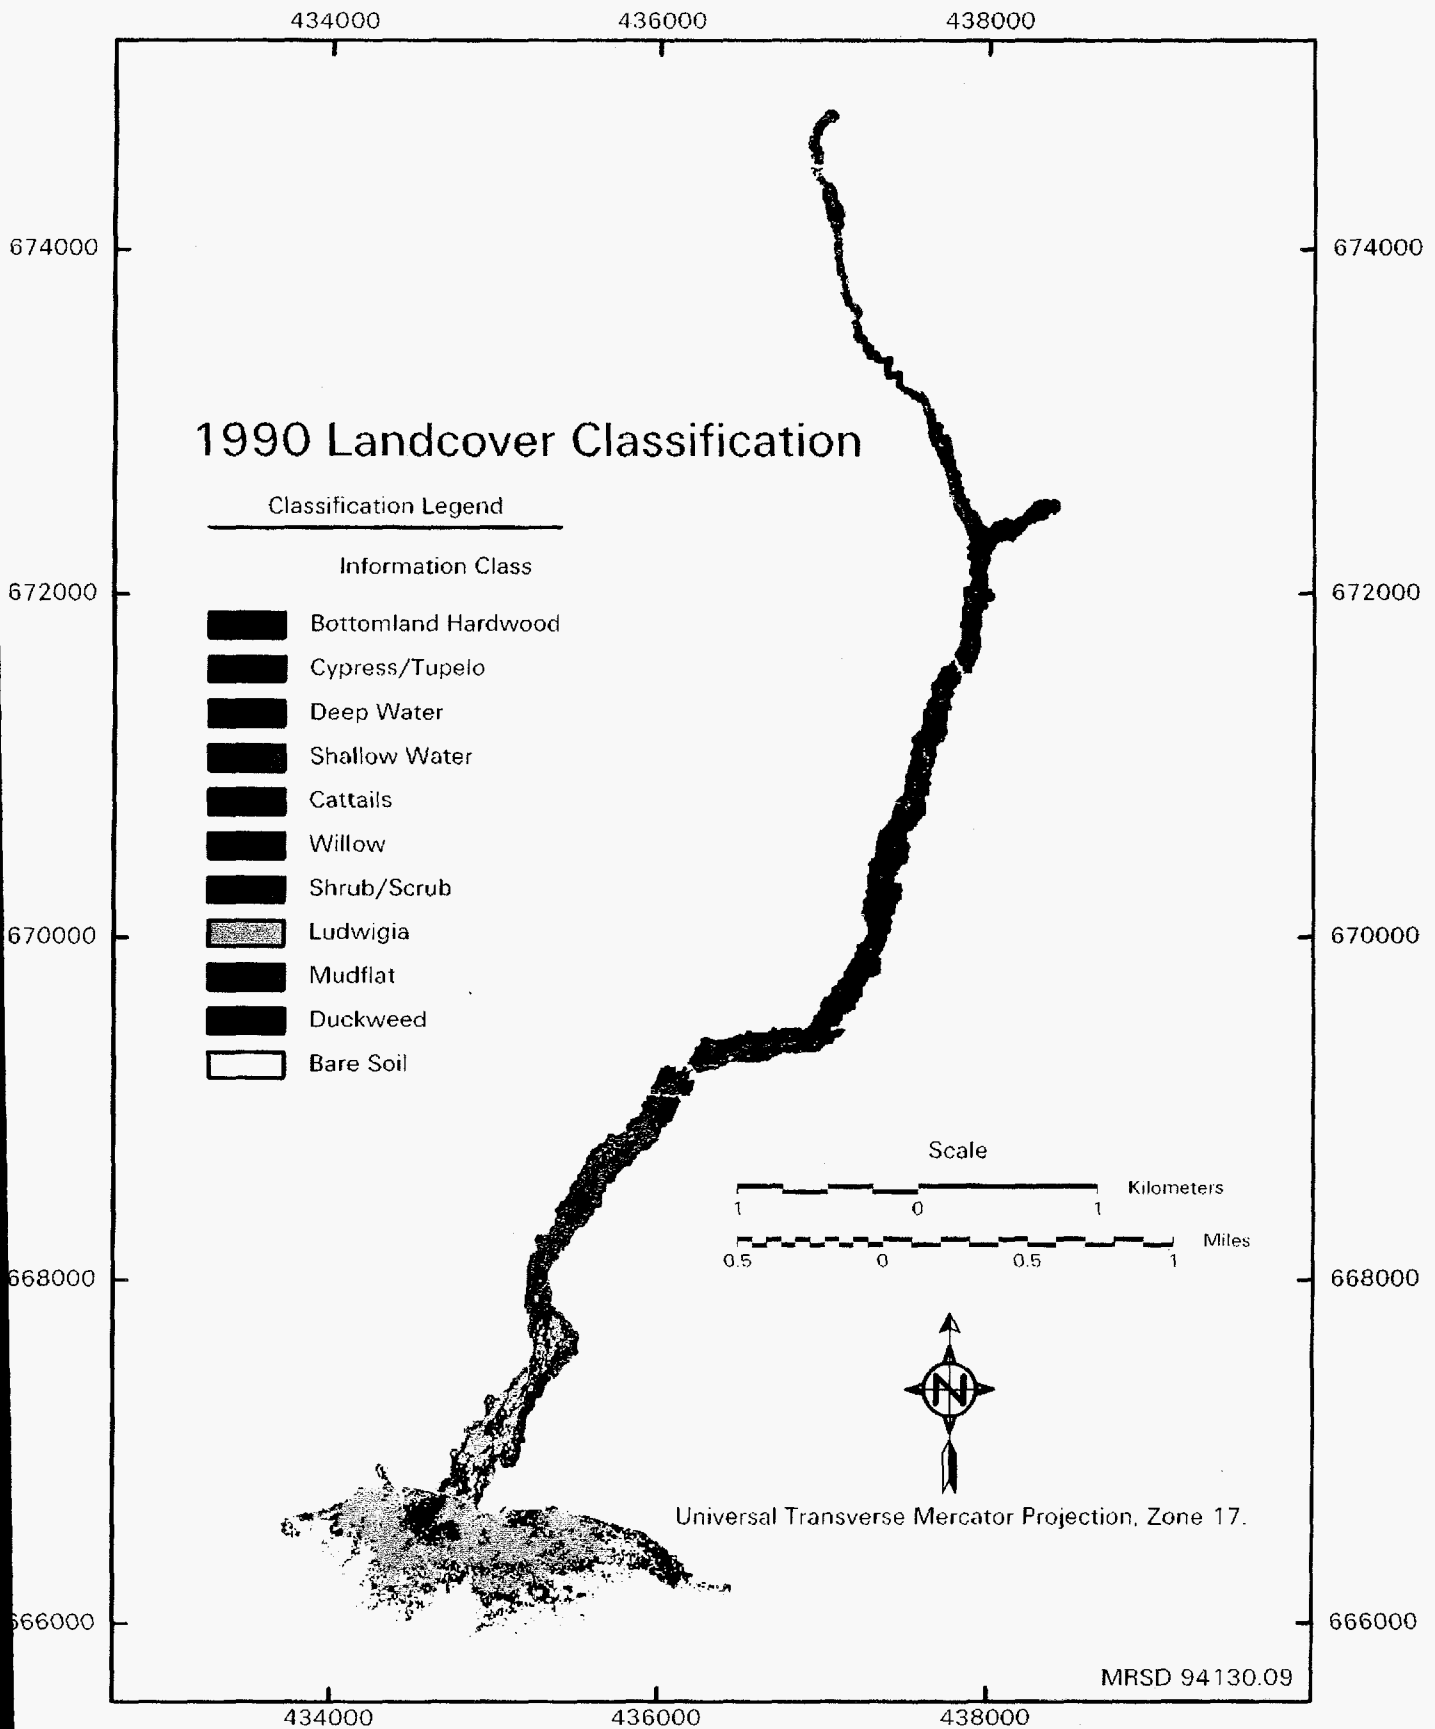 434000 436000 438000
674000 674000
1990 Landcover Classification
Classification Legend
Information Class
672000 672000
Bottomland Hardwood
Cypress/Tupelo
Deep Water
Shallow Water
Cattails
Willow
Shrub/Scrub
Ludwigia
670000 670000
Mudflat
Duckweed
Bare Soil
Scale
Kilometers
1 0 1
Miles
0.5 0 0.5 1
668000 668000
N
Universal Transverse Mercator Projection, Zone 17.
666000 666000
MRSD 94130.09
434000 436000 438000